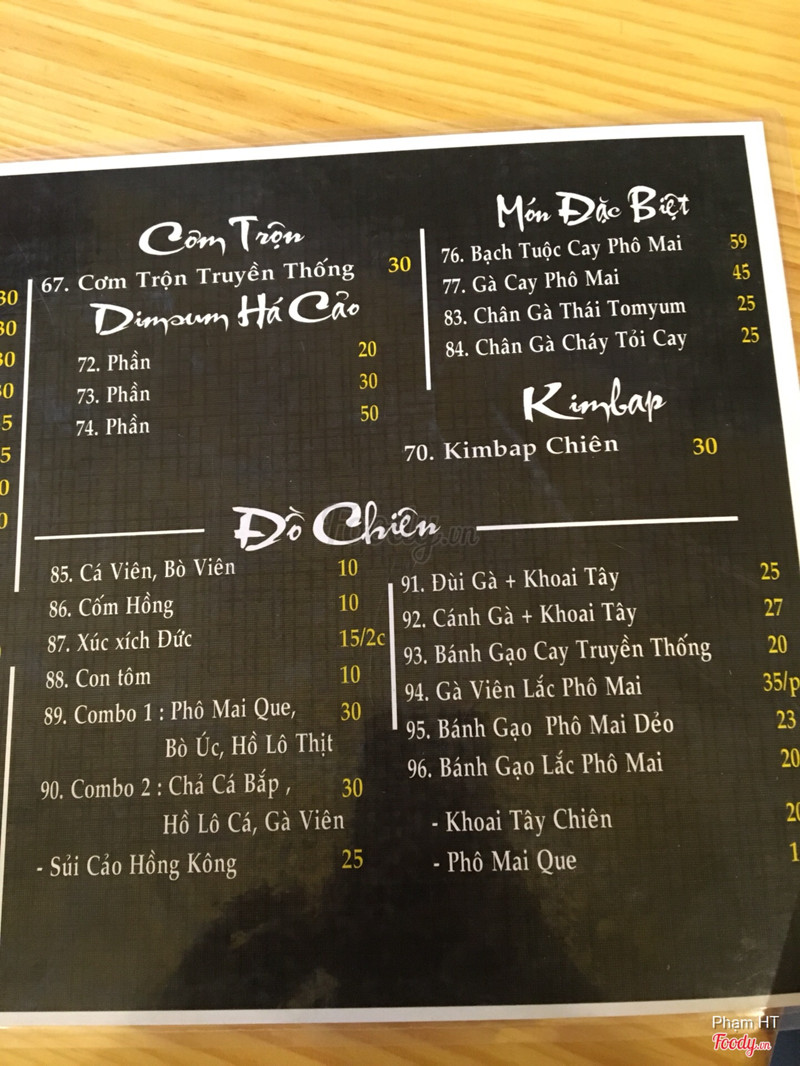 Cơm Trộn
67. Cơm Trộn Truyền Thống 30
Dimsum Há Cảo
72. Phần 20
73. Phần 30
74. Phần 50
Món Đặc Biệt
76. Bạch Tuộc Cay Phô Mai 59
77. Gà Cay Phô Mai 45
83. Chân Gà Thái Tomyum 25
84. Chân Gà Cháy Tỏi Cay 25
Kimbap
70. Kimbap Chiên 30
Đồ Chiên
85. Cá Viên, Bò Viên 10
86. Cốm Hồng 10
87. Xúc xích Đức 15/2c
88. Con tôm 10
89. Combo 1 : Phô Mai Que, 30
Bò Úc, Hồ Lô Thịt
90. Combo 2 : Chả Cá Bắp , 30
Hồ Lô Cá, Gà Viên
- Sủi Cảo Hồng Kông 25
91. Đùi Gà + Khoai Tây 25
92. Cánh Gà + Khoai Tây 27
93. Bánh Gạo Cay Truyền Thống 20
94. Gà Viên Lắc Phô Mai 35/p
95. Bánh Gạo Phô Mai Dẻo 23
96. Bánh Gạo Lắc Phô Mai 20
- Khoai Tây Chiên 20
- Phô Mai Que
Foody.vn
Phạm HT
Foody.vn